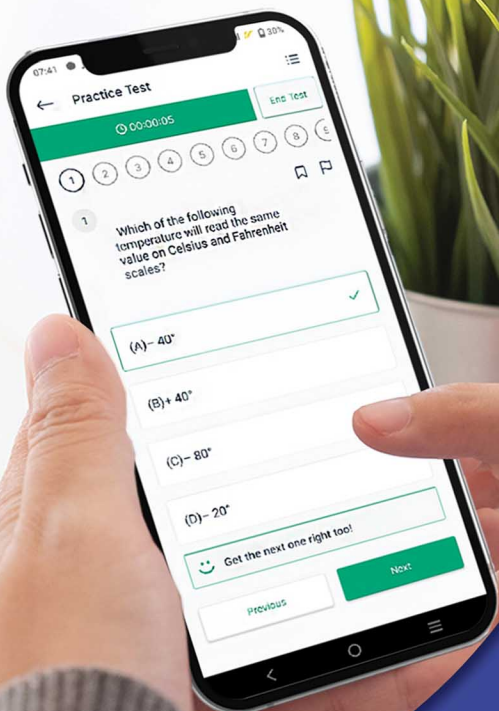 07:41 30%
← Practice Test
00:00:05 End Test
1 2 3 4 5 6 7 8
1
Which of the following
temperature will read the same
value on Celsius and Fahrenheit
scales?
(A)− 40°
(B)+ 40°
(C)− 80°
(D)− 20°
Get the next one right too!
Previous Next